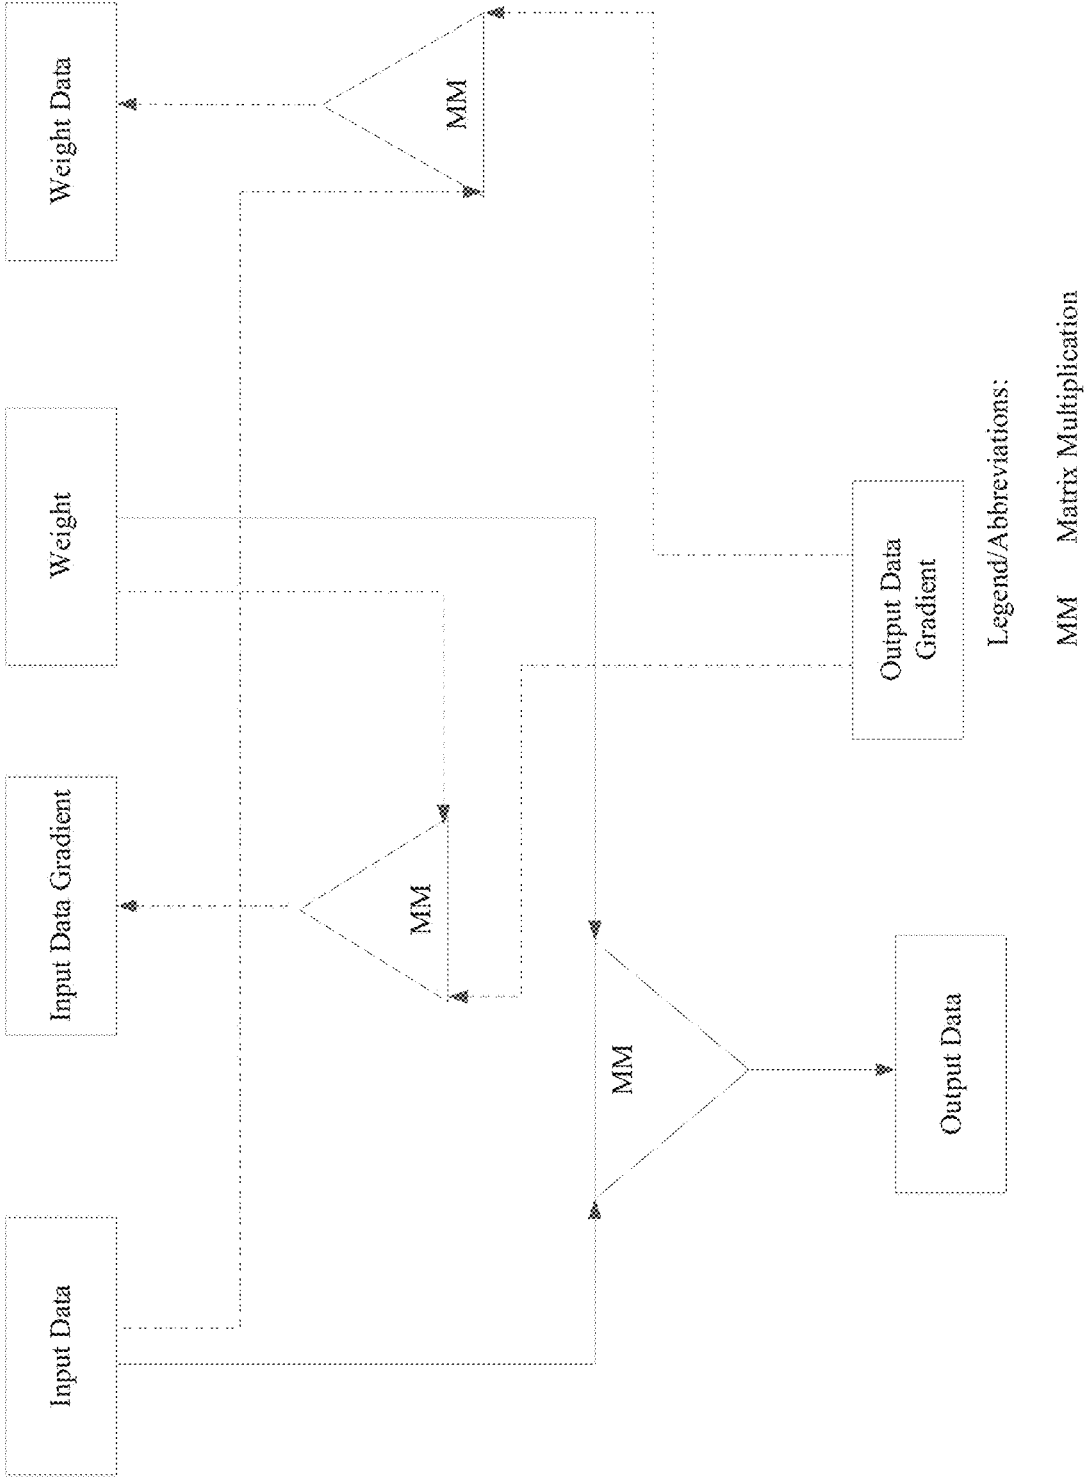 Input Data
Input Data Gradient
Weight
Weight Data
MM
MM
MM
Output Data
Output Data
Gradient
Legend/Abbreviations:
MM Matrix Multiplication